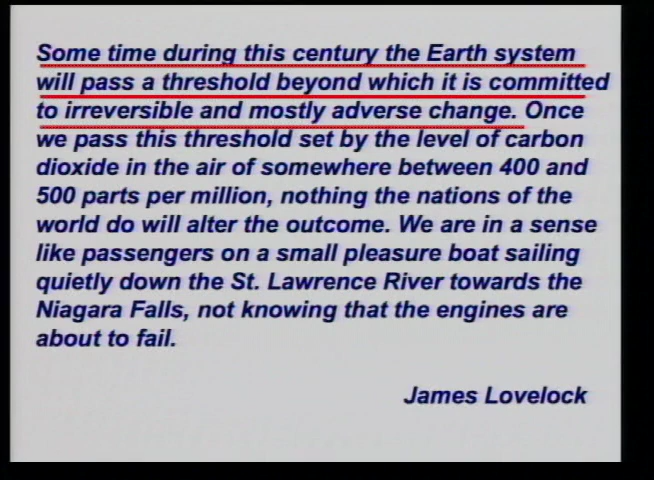 Some time during this century the Earth system
will pass a threshold beyond which it is committed
to irreversible and mostly adverse change. Once
we pass this threshold set by the level of carbon
dioxide in the air of somewhere between 400 and
500 parts per million, nothing the nations of the
world do will alter the outcome. We are in a sense
like passengers on a small pleasure boat sailing
quietly down the St. Lawrence River towards the
Niagara Falls, not knowing that the engines are
about to fail.
James Lovelock